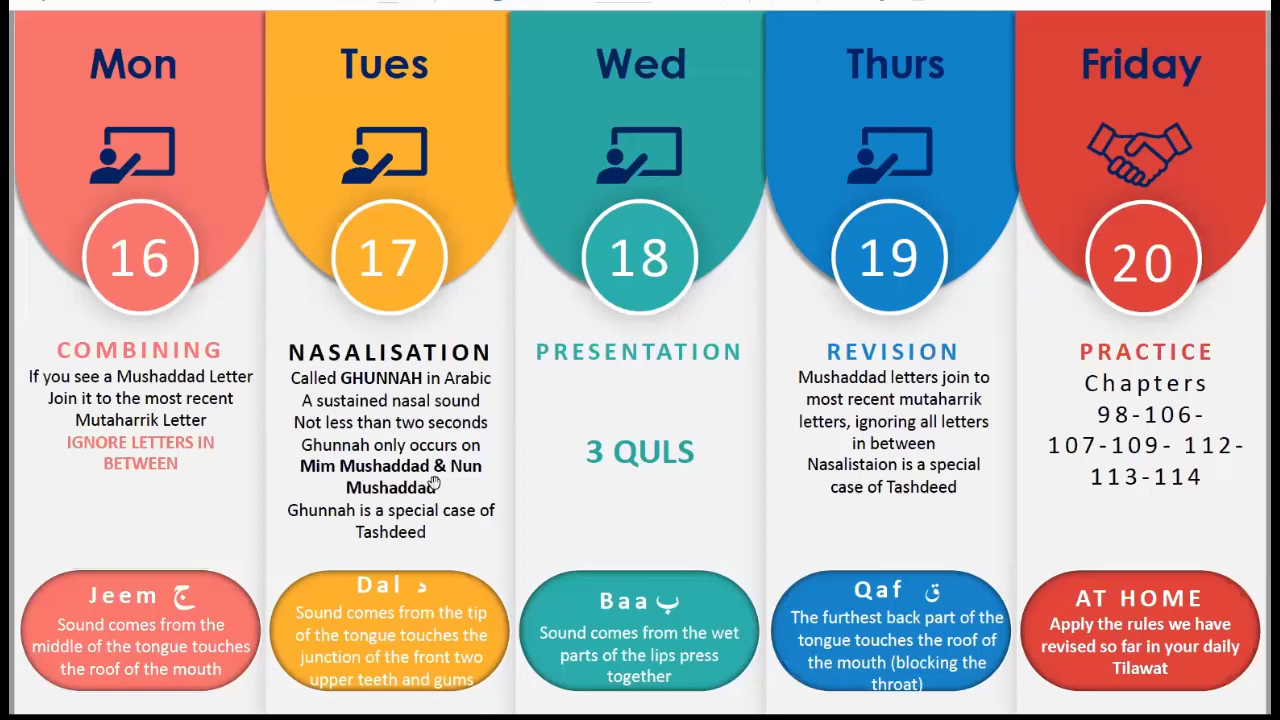 Mon
16
COMBINING
If you see a Mushaddad Letter
Join it to the most recent
Mutaharrik Letter
IGNORE LETTERS IN
BETWEEN
Jeem ج
Sound comes from the
middle of the tongue touches
the roof of the mouth
Tues
17
NASALISATION
Called GHUNNAH in Arabic
A sustained nasal sound
Not less than two seconds
Ghunnah only occurs on
Mim Mushaddad & Nun
Mushaddad
Ghunnah is a special case of
Tashdeed
Dal د
Sound comes from the tip
of the tongue touches the
junction of the front two
upper teeth and gums
Wed
18
PRESENTATION
3 QULS
Baa پ
Sound comes from the wet
parts of the lips press
together
Thurs
19
REVISION
Mushaddad letters join to
most recent mutaharrik
letters, ignoring all letters
in between
Nasalistaion is a special
case of Tashdeed
Qaf ق
The furthest back part of the
tongue touches the roof of
the mouth (blocking the
throat)
Friday
20
PRACTICE
Chapters
98-106-
107-109- 112-
113-114
AT HOME
Apply the rules we have
revised so far in your daily
Tilawat